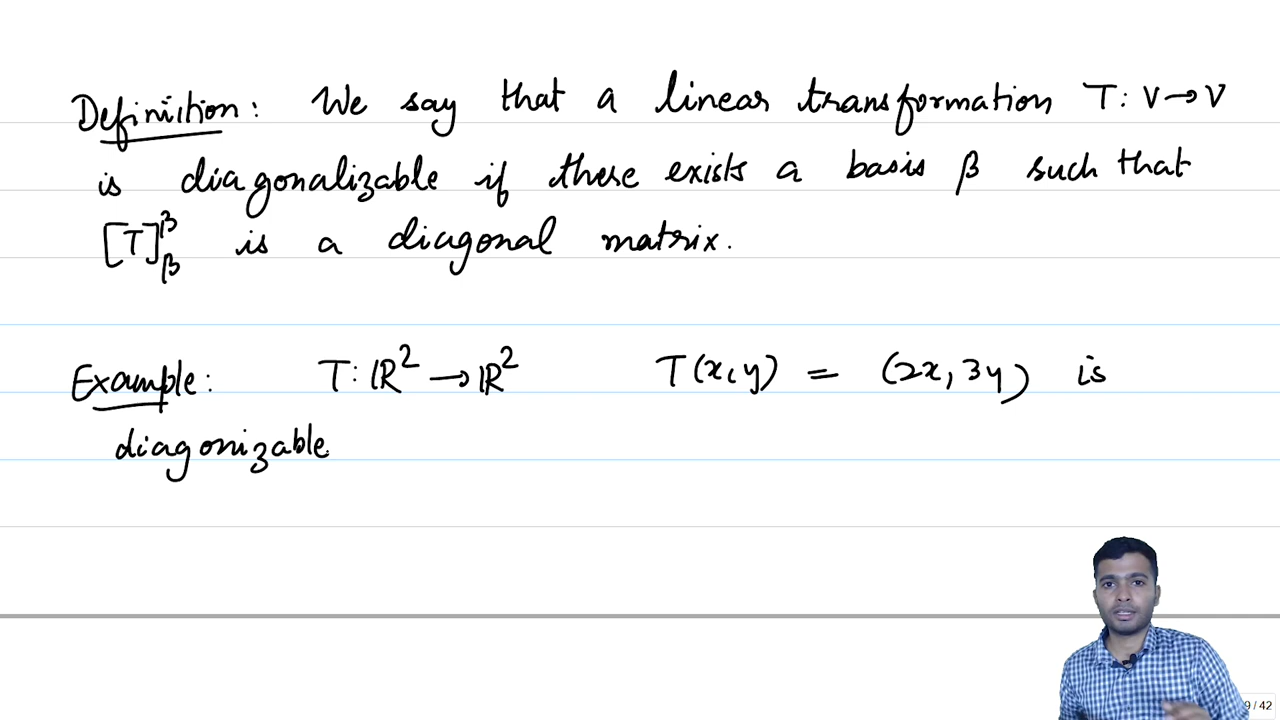 Definition: We say that a linear transformation T: V→V
is diagonalizable if there exists a basis β such that
[T]_β^β is a diagonal matrix.
Example: T: ℝ² → ℝ² T(x,y) = (2x, 3y) is
diagonizable.
9 / 42